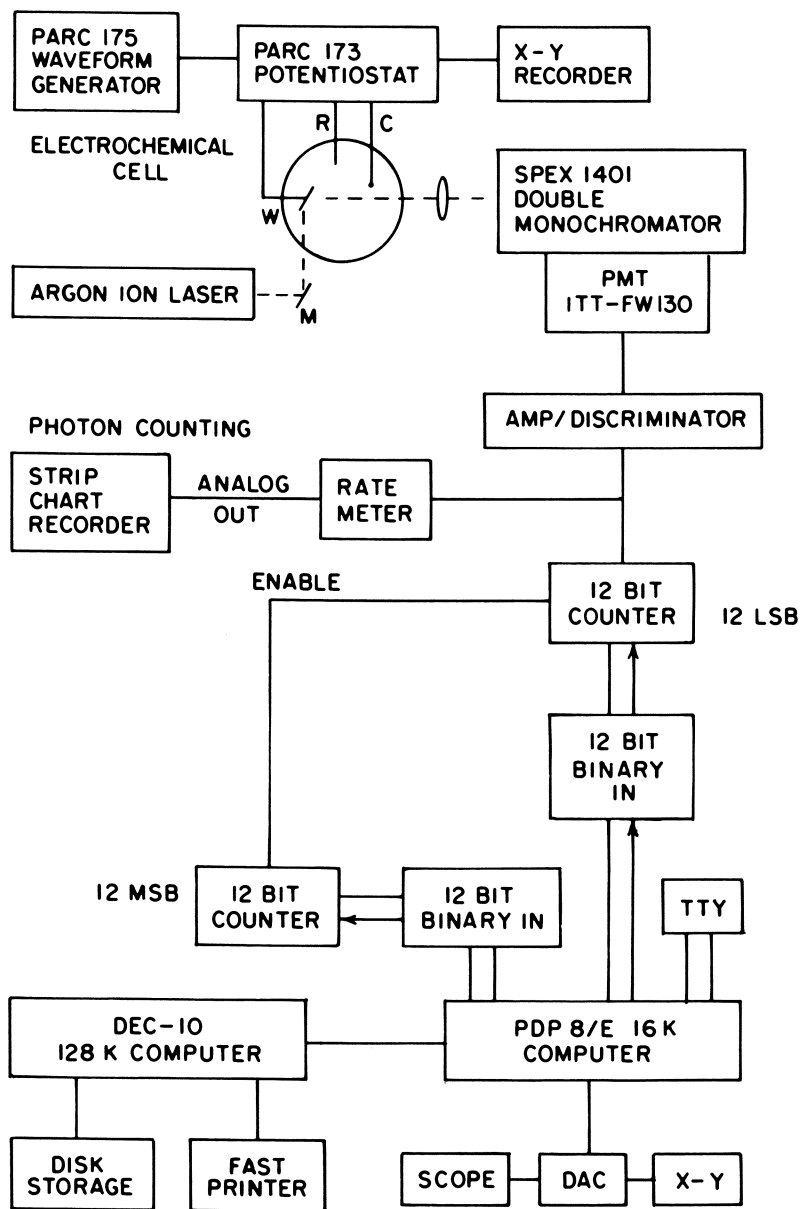 PARC 175
WAVEFORM
GENERATOR
PARC 173
POTENTIOSTAT
X-Y
RECORDER
R
C
ELECTROCHEMICAL
CELL
W
SPEX 1401
DOUBLE
MONOCHROMATOR
ARGON ION LASER
M
PMT
ITT-FW130
AMP/DISCRIMINATOR
PHOTON COUNTING
STRIP
CHART
RECORDER
ANALOG
OUT
RATE
METER
ENABLE
12 BIT
COUNTER
12 LSB
12 BIT
BINARY
IN
12 MSB
12 BIT
COUNTER
12 BIT
BINARY IN
TTY
DEC-10
128 K COMPUTER
PDP 8/E 16 K
COMPUTER
DISK
STORAGE
FAST
PRINTER
SCOPE
DAC
X-Y